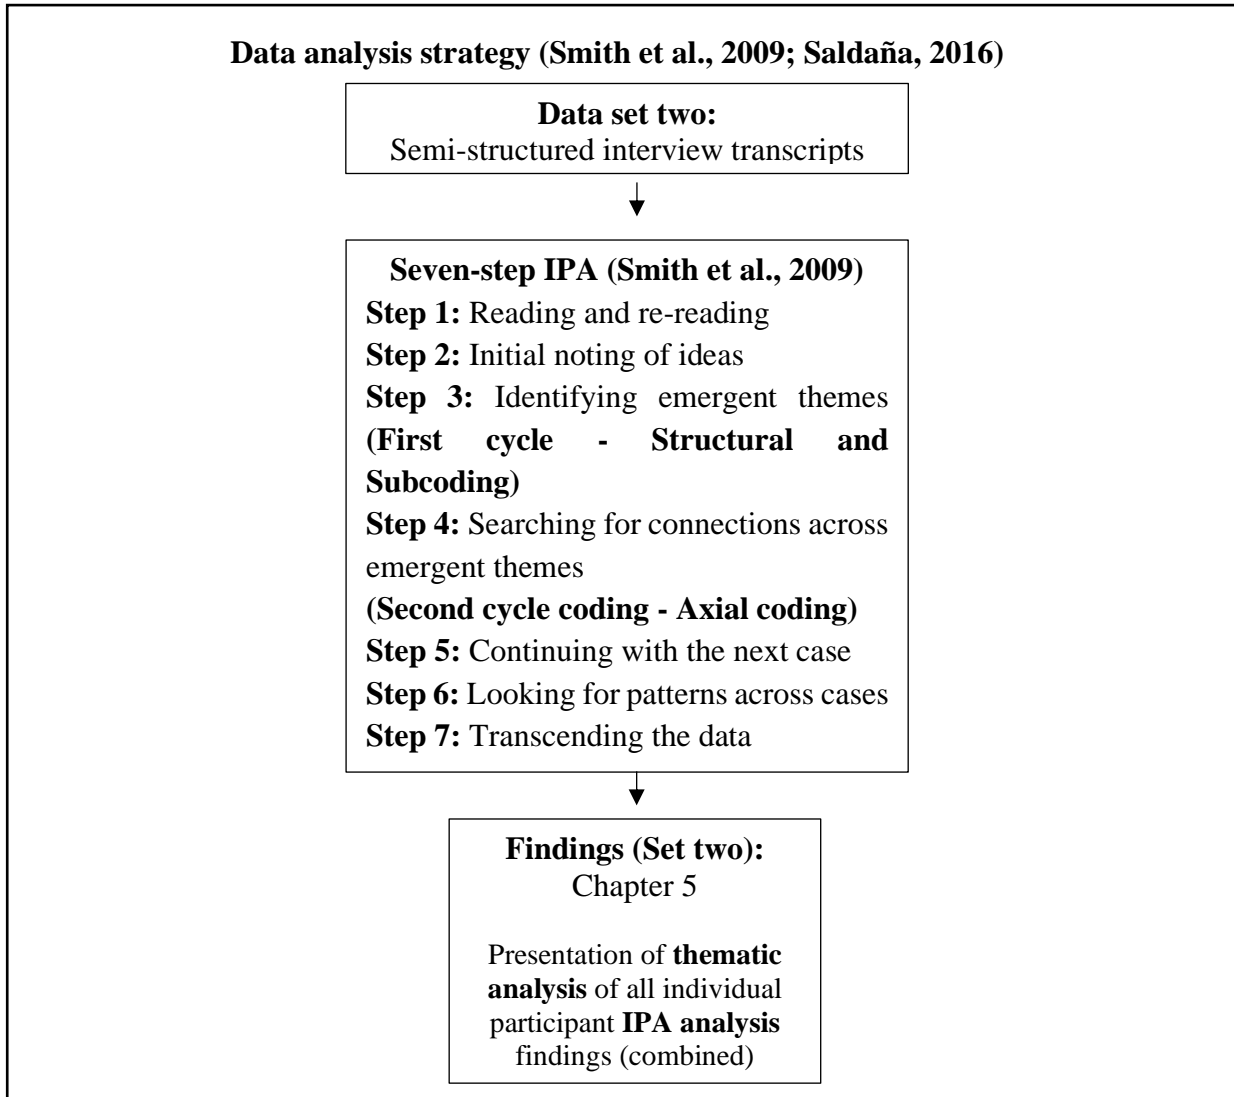 Data analysis strategy (Smith et al., 2009; Saldaña, 2016)
Data set two:
Semi-structured interview transcripts
Seven-step IPA (Smith et al., 2009)
Step 1: Reading and re-reading
Step 2: Initial noting of ideas
Step 3: Identifying emergent themes
(First cycle - Structural and
Subcoding)
Step 4: Searching for connections across
emergent themes
(Second cycle coding - Axial coding)
Step 5: Continuing with the next case
Step 6: Looking for patterns across cases
Step 7: Transcending the data
Findings (Set two):
Chapter 5
Presentation of thematic
analysis of all individual
participant IPA analysis
findings (combined)